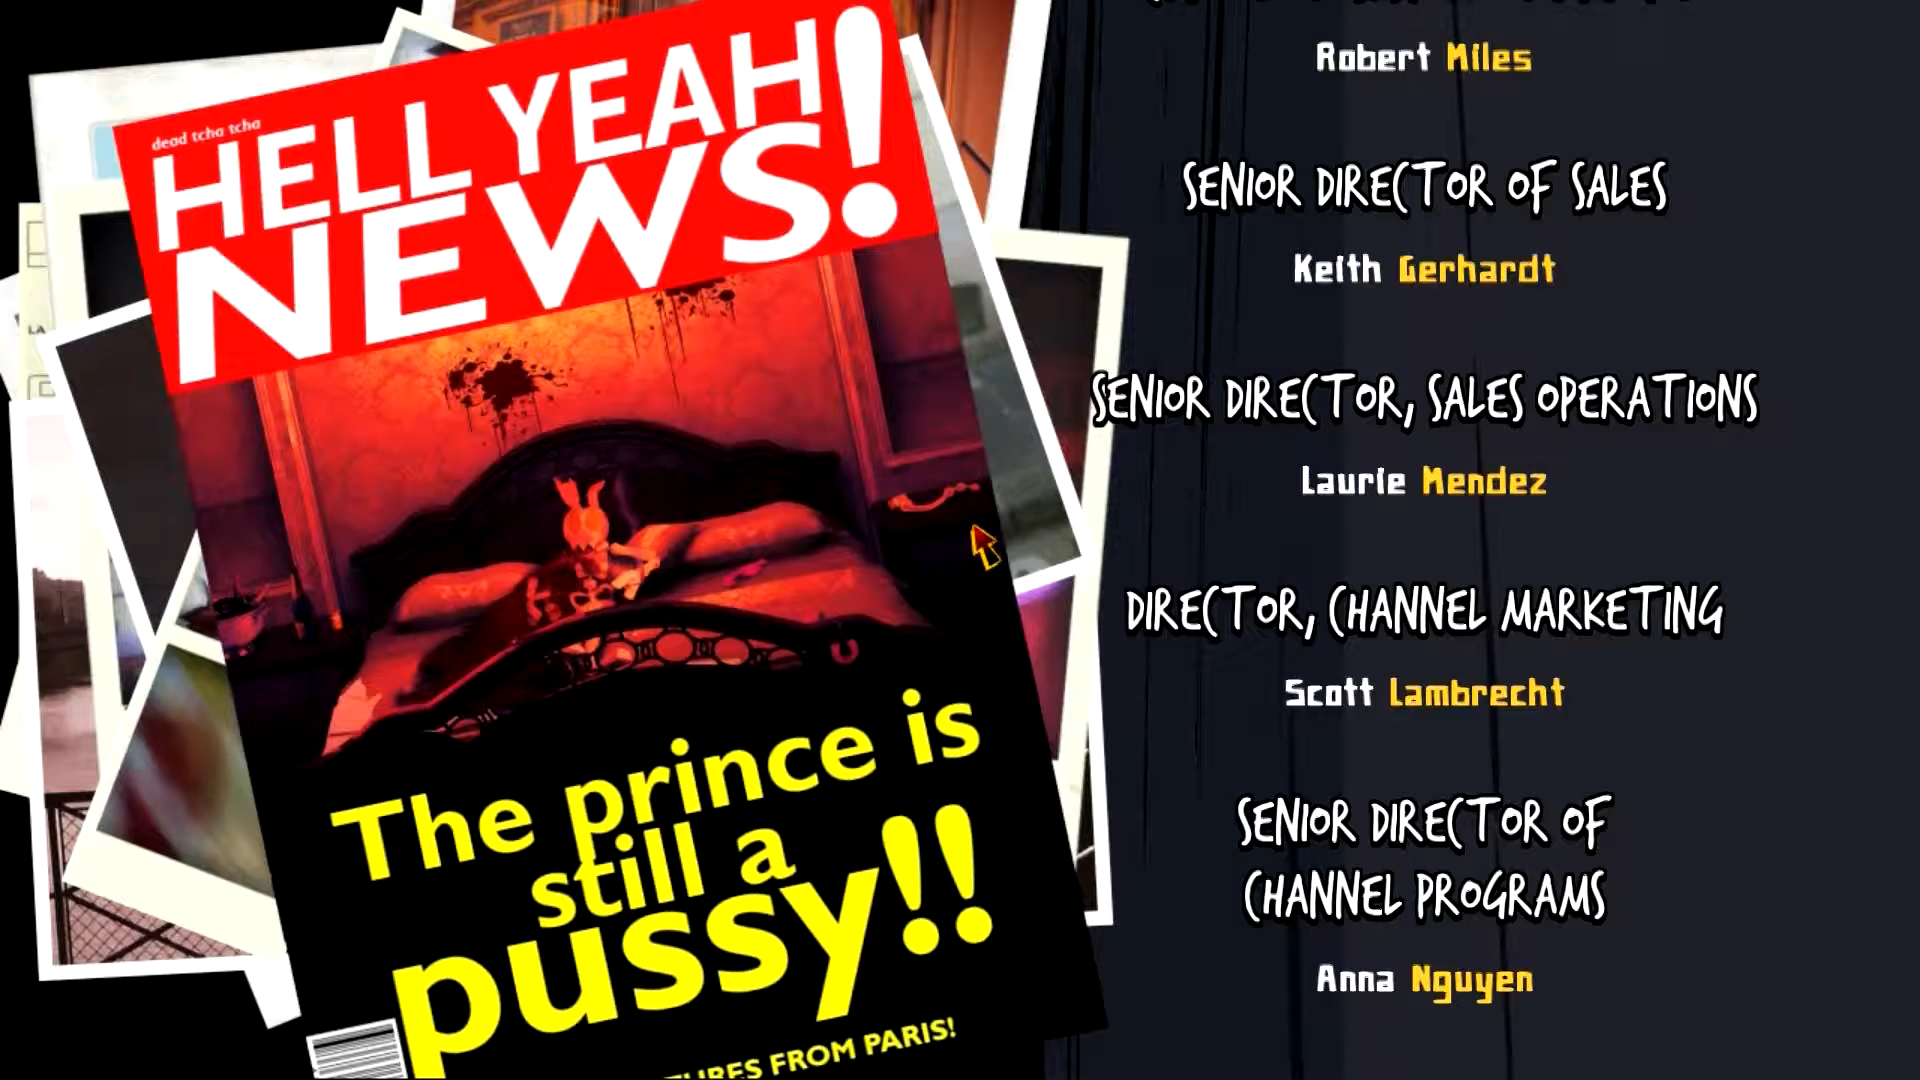 dead tcha tcha
HELL YEAH
NEWS!
The prince is
still a
pussy!!
FROM PARIS!
Robert Miles
SENIOR DIRECTOR OF SALES
Keith Gerhardt
SENIOR DIRECTOR, SALES OPERATIONS
Laurie Mendez
DIRECTOR, CHANNEL MARKETING
Scott Lambrecht
SENIOR DIRECTOR OF
CHANNEL PROGRAMS
Anna Nguyen